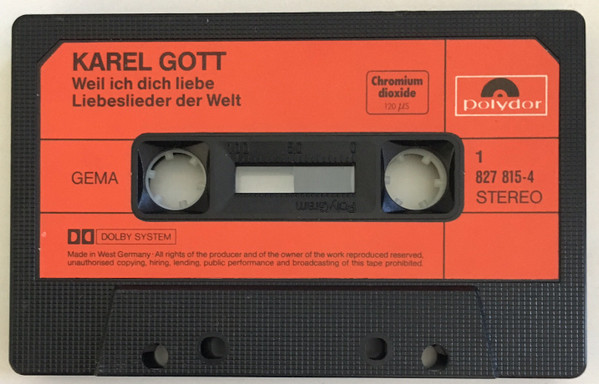 KAREL GOTT
Weil ich dich liebe
Liebeslieder der Welt
Chromium
dioxide
120 µS
polydor
GEMA
100 50 0
PolyGram
1
827 815-4
STEREO
DOLBY SYSTEM
Made in West Germany · All rights of the producer and of the owner of the work reproduced reserved,
unauthorised copying, hiring, lending, public performance and broadcasting of this tape prohibited.